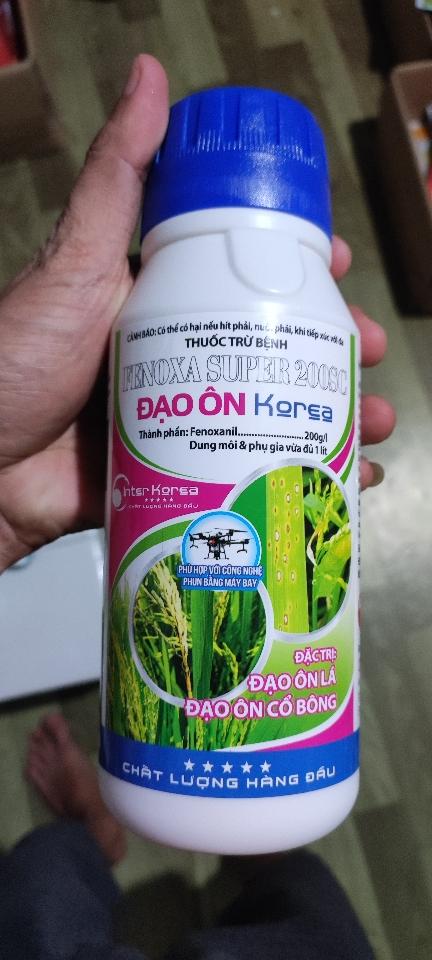 CẢNH BÁO: Có thể có hại nếu hít phải, nuốt phải, khi tiếp xúc với da
THUỐC TRỪ BỆNH
FENOXA SUPER 200SC
ĐẠO ÔN Korea
Thành phần: Fenoxanil..........................200g/l
Dung môi & phụ gia vừa đủ 1 lít
Inter Korea
★★★★★
CHẤT LƯỢNG HÀNG ĐẦU
PHÙ HỢP VỚI CÔNG NGHỆ
PHUN BẰNG MÁY BAY
ĐẶC TRỊ:
ĐẠO ÔN LÁ
ĐẠO ÔN CỔ BÔNG
★★★★★
CHẤT LƯỢNG HÀNG ĐẦU